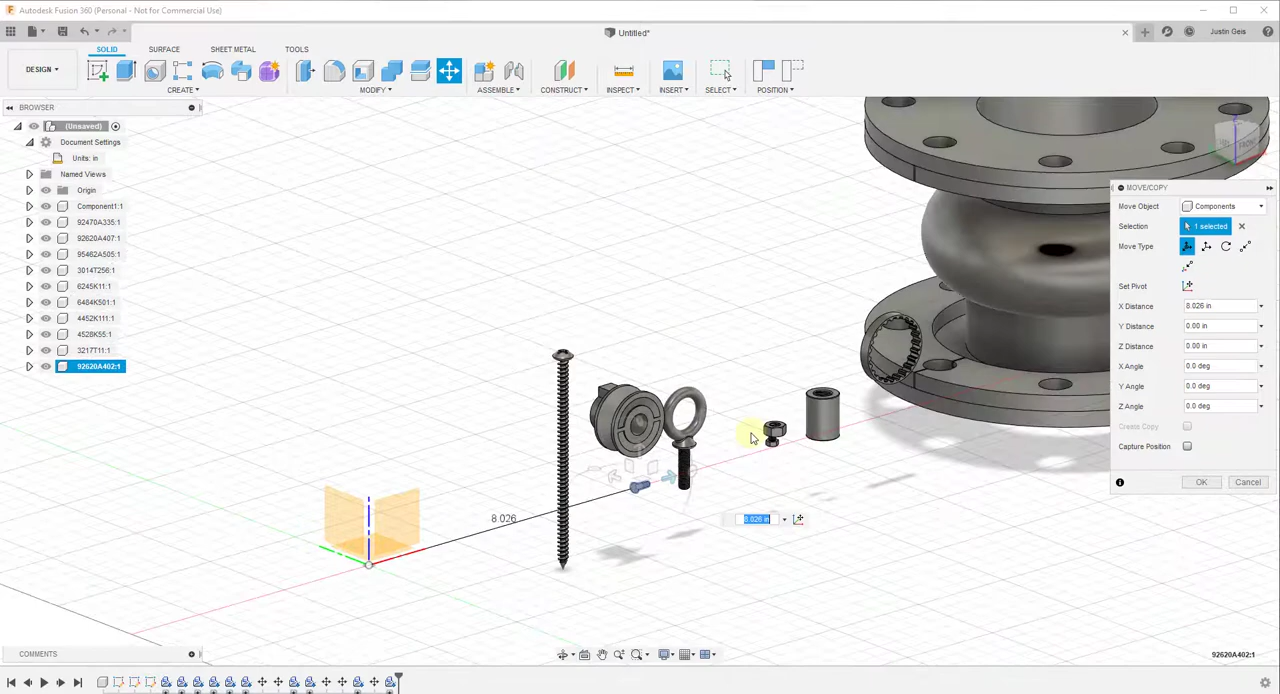 Autodesk Fusion 360 (Personal - Not for Commercial Use)
Untitled*
Justin Geis
SOLID SURFACE SHEET METAL TOOLS
DESIGN
CREATE MODIFY ASSEMBLE CONSTRUCT INSPECT INSERT SELECT POSITION
BROWSER
(Unsaved)
Document Settings
Units: in
Named Views
Origin
Component1:1
92470A335:1
92620A407:1
95462A505:1
3014T256:1
6245K11:1
6484K501:1
4452K111:1
4528K55:1
3217T11:1
92620A402:1
MOVE/COPY
Move Object Components
Selection 1 selected
Move Type
Set Pivot
X Distance 8.026 in
Y Distance 0.00 in
Z Distance 0.00 in
X Angle 0.0 deg
Y Angle 0.0 deg
Z Angle 0.0 deg
Create Copy
Capture Position
OK Cancel
8.026
8.026 in
COMMENTS
92620A402:1